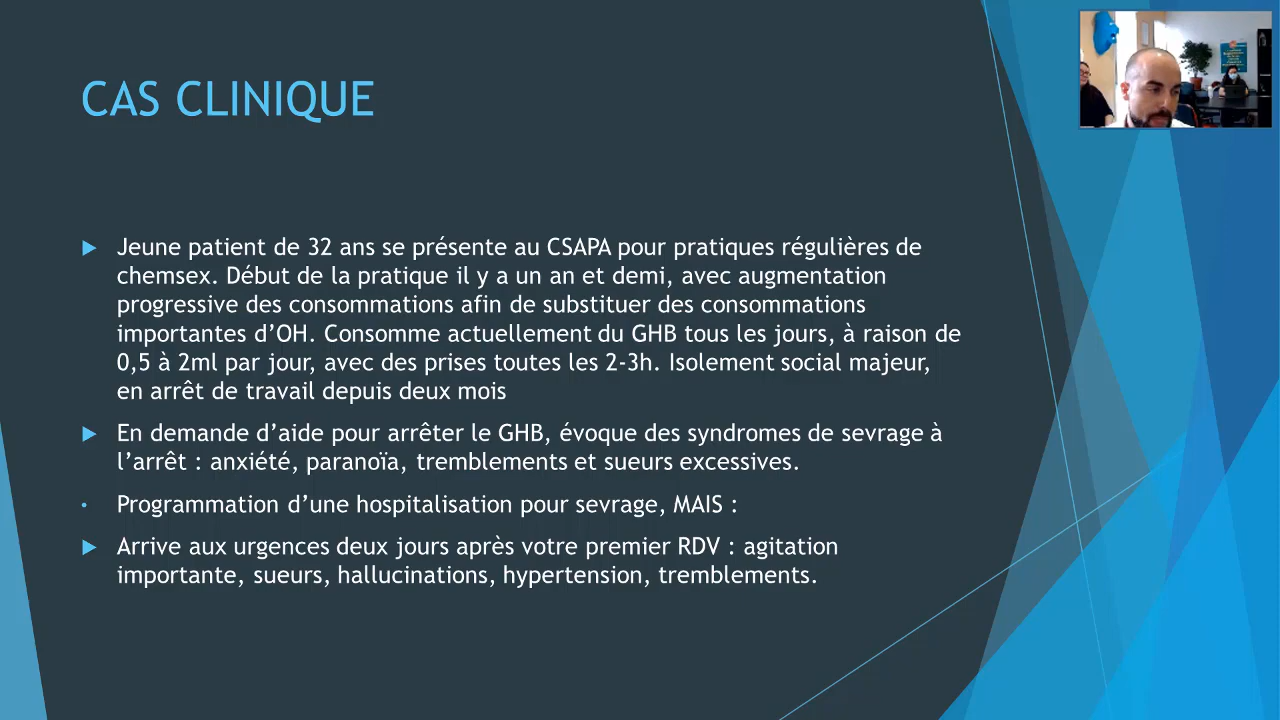 CAS CLINIQUE
Jeune patient de 32 ans se présente au CSAPA pour pratiques régulières de
chemsex. Début de la pratique il y a un an et demi, avec augmentation
progressive des consommations afin de substituer des consommations
importantes d’OH. Consomme actuellement du GHB tous les jours, à raison de
0,5 à 2ml par jour, avec des prises toutes les 2-3h. Isolement social majeur,
en arrêt de travail depuis deux mois
En demande d’aide pour arrêter le GHB, évoque des syndromes de sevrage à
l’arrêt : anxiété, paranoïa, tremblements et sueurs excessives.
Programmation d’une hospitalisation pour sevrage, MAIS :
Arrive aux urgences deux jours après votre premier RDV : agitation
importante, sueurs, hallucinations, hypertension, tremblements.